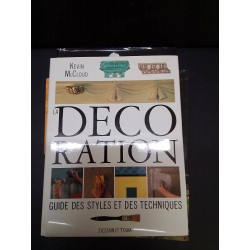 KEVIN
McCLOUD
LA
DECO
RATION
GUIDE DES STYLES ET DES TECHNIQUES